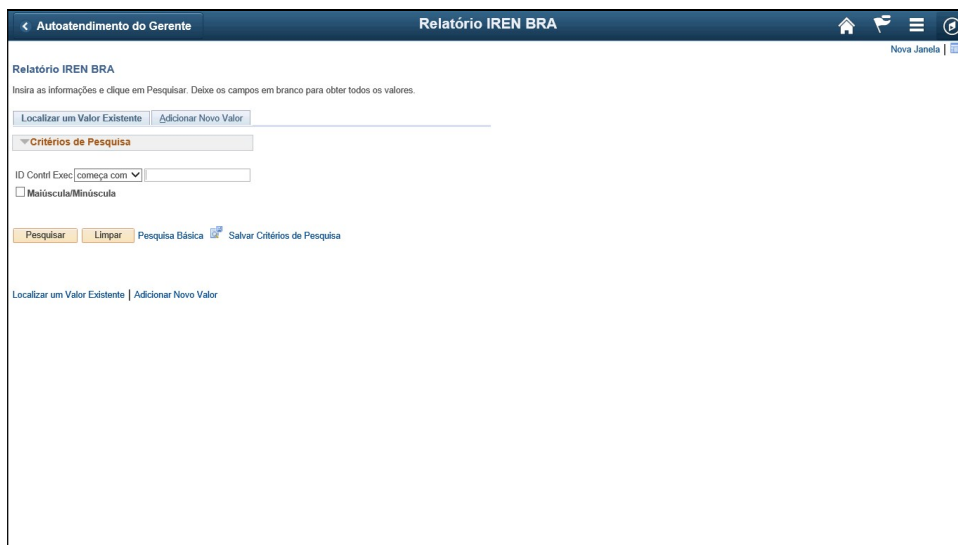 Autoatendimento do Gerente
Relatório IREN BRA
Nova Janela |
Relatório IREN BRA
Insira as informações e clique em Pesquisar. Deixe os campos em branco para obter todos os valores.
Localizar um Valor Existente Adicionar Novo Valor
Critérios de Pesquisa
ID Contrl Exec começa com
Maiúscula/Minúscula
Pesquisar Limpar Pesquisa Básica Salvar Critérios de Pesquisa
Localizar um Valor Existente | Adicionar Novo Valor